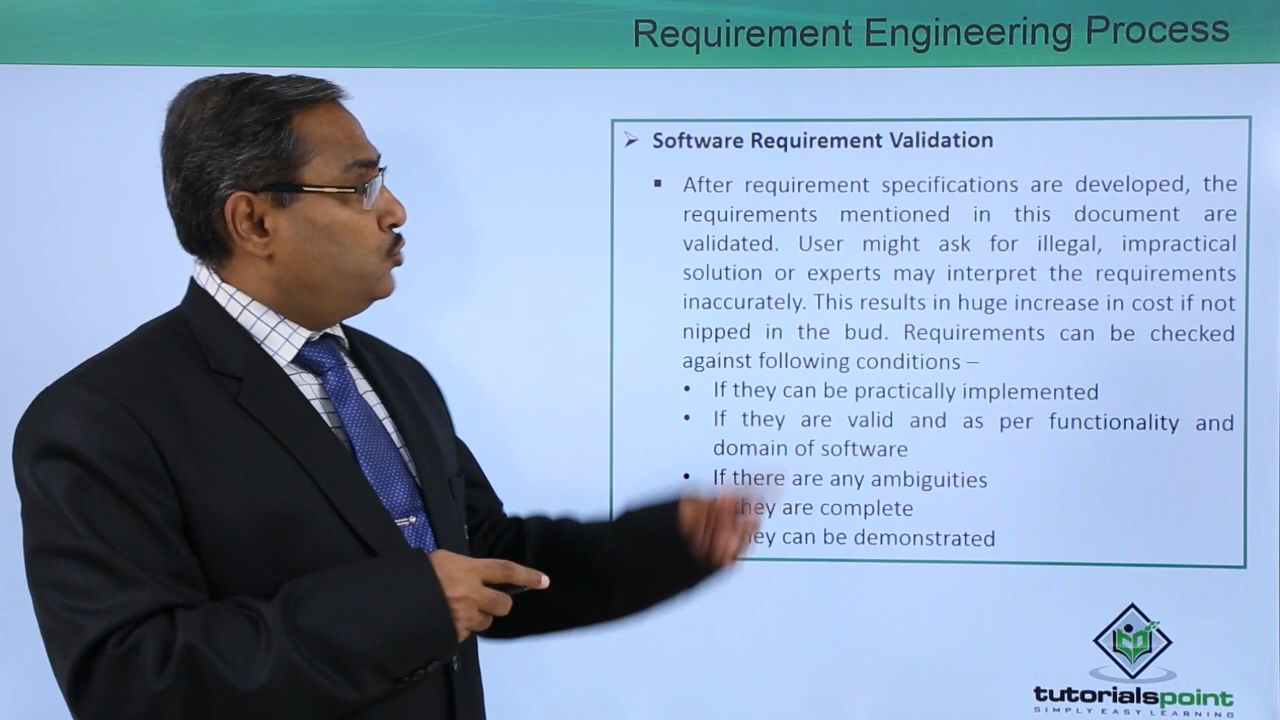 Requirement Engineering Process
Software Requirement Validation
After requirement specifications are developed, the
requirements mentioned in this document are
validated. User might ask for illegal, impractical
solution or experts may interpret the requirements
inaccurately. This results in huge increase in cost if not
nipped in the bud. Requirements can be checked
against following conditions –
If they can be practically implemented
If they are valid and as per functionality and
domain of software
If there are any ambiguities
hey are complete
ey can be demonstrated
tutorialspoint
SIMPLY EASY LEARNING